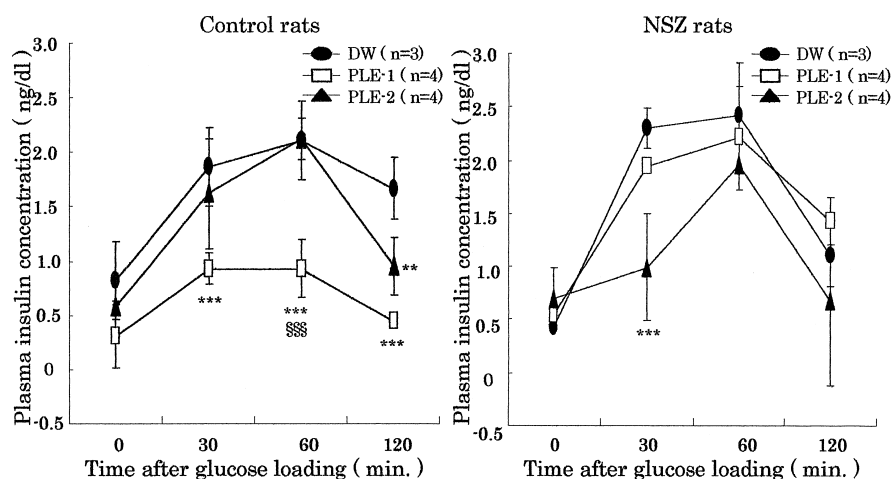 Control rats
DW ( n=3)
PLE-1 ( n=4)
PLE-2 ( n=4)
Plasma insulin concentration ( ng/dl )
3.0
2.5
2.0
1.5
1.0
0.5
0
-0.5
***
***
§§§
**
***
0 30 60 120
Time after glucose loading ( min. )
NSZ rats
DW ( n=3)
PLE-1 ( n=4)
PLE-2 ( n=4)
Plasma insulin concentration ( ng/dl )
3.0
2.5
2.0
1.5
1.0
0.5
0
-0.5
***
0 30 60 120
Time after glucose loading ( min. )